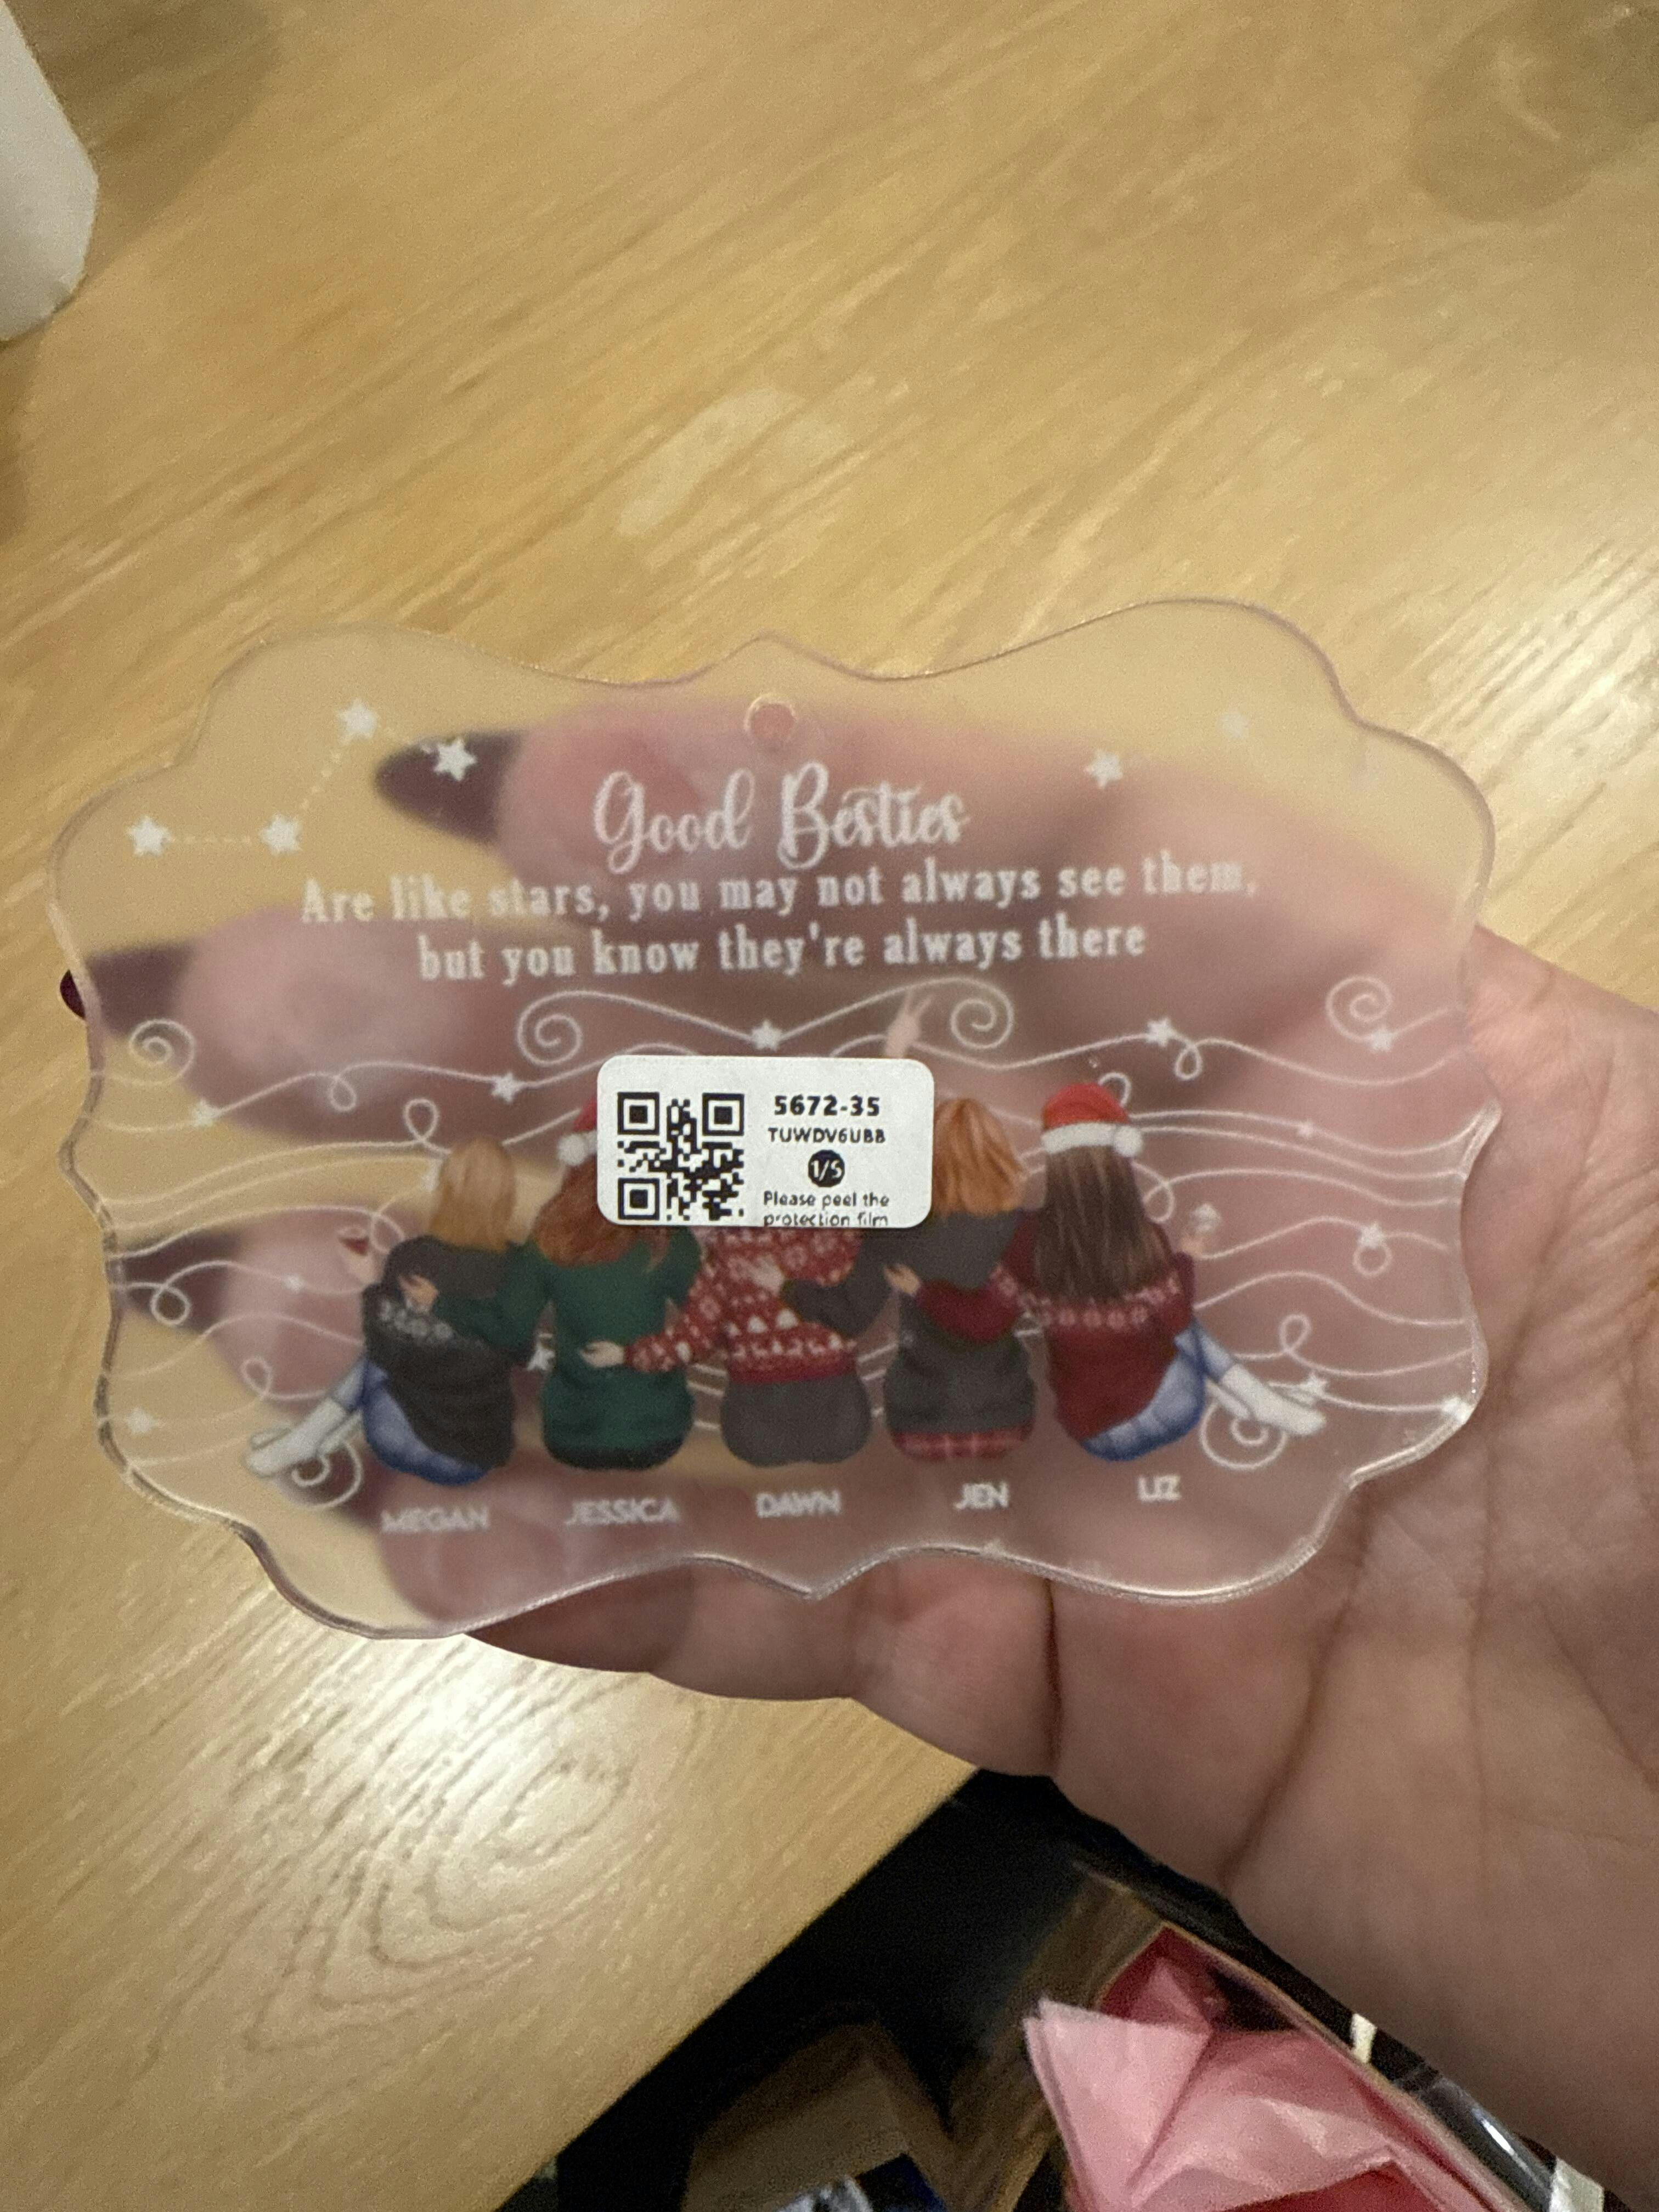 Good Besties
Are like stars, you may not always see them,
but you know they're always there
5672-35
TUWDV6UBB
1/5
Please peel the
protection film
MEGAN JESSICA DAWN JEN LIZ